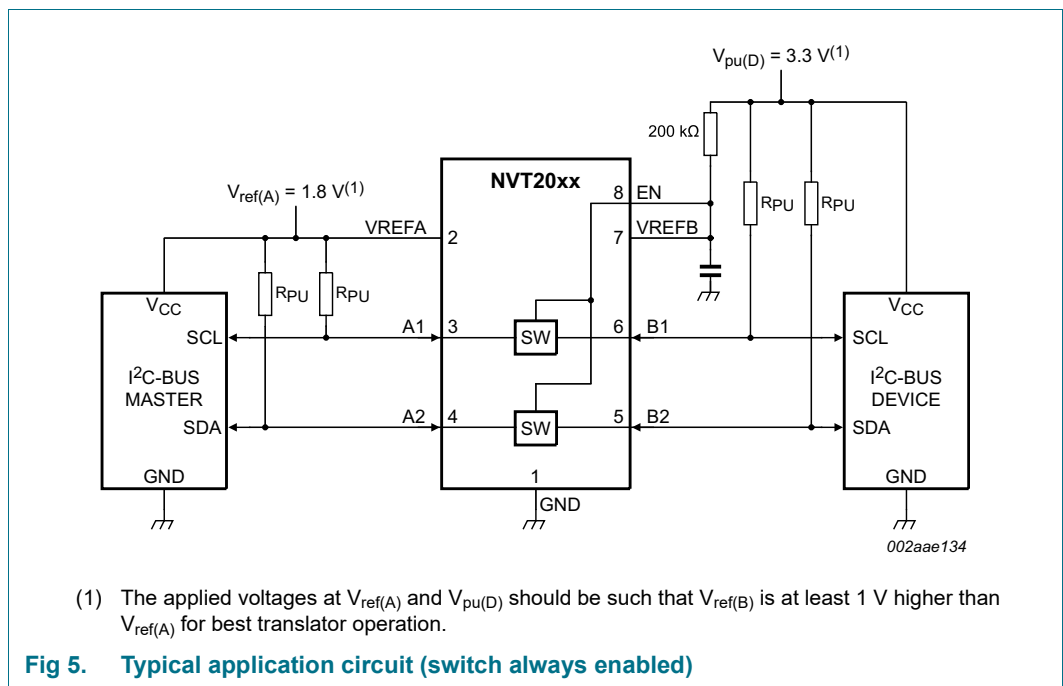 Vpu(D) = 3.3 V(1)
200 kΩ
NVT20xx
8 EN
RPU
RPU
Vref(A) = 1.8 V(1)
VREFA
2
7
VREFB
RPU
RPU
VCC
VCC
SCL
A1
3
SW
6
B1
SCL
I2C-BUS
MASTER
I2C-BUS
DEVICE
SDA
A2
4
SW
5
B2
SDA
GND
1
GND
GND
002aae134
(1) The applied voltages at Vref(A) and Vpu(D) should be such that Vref(B) is at least 1 V higher than
Vref(A) for best translator operation.
Fig 5. Typical application circuit (switch always enabled)